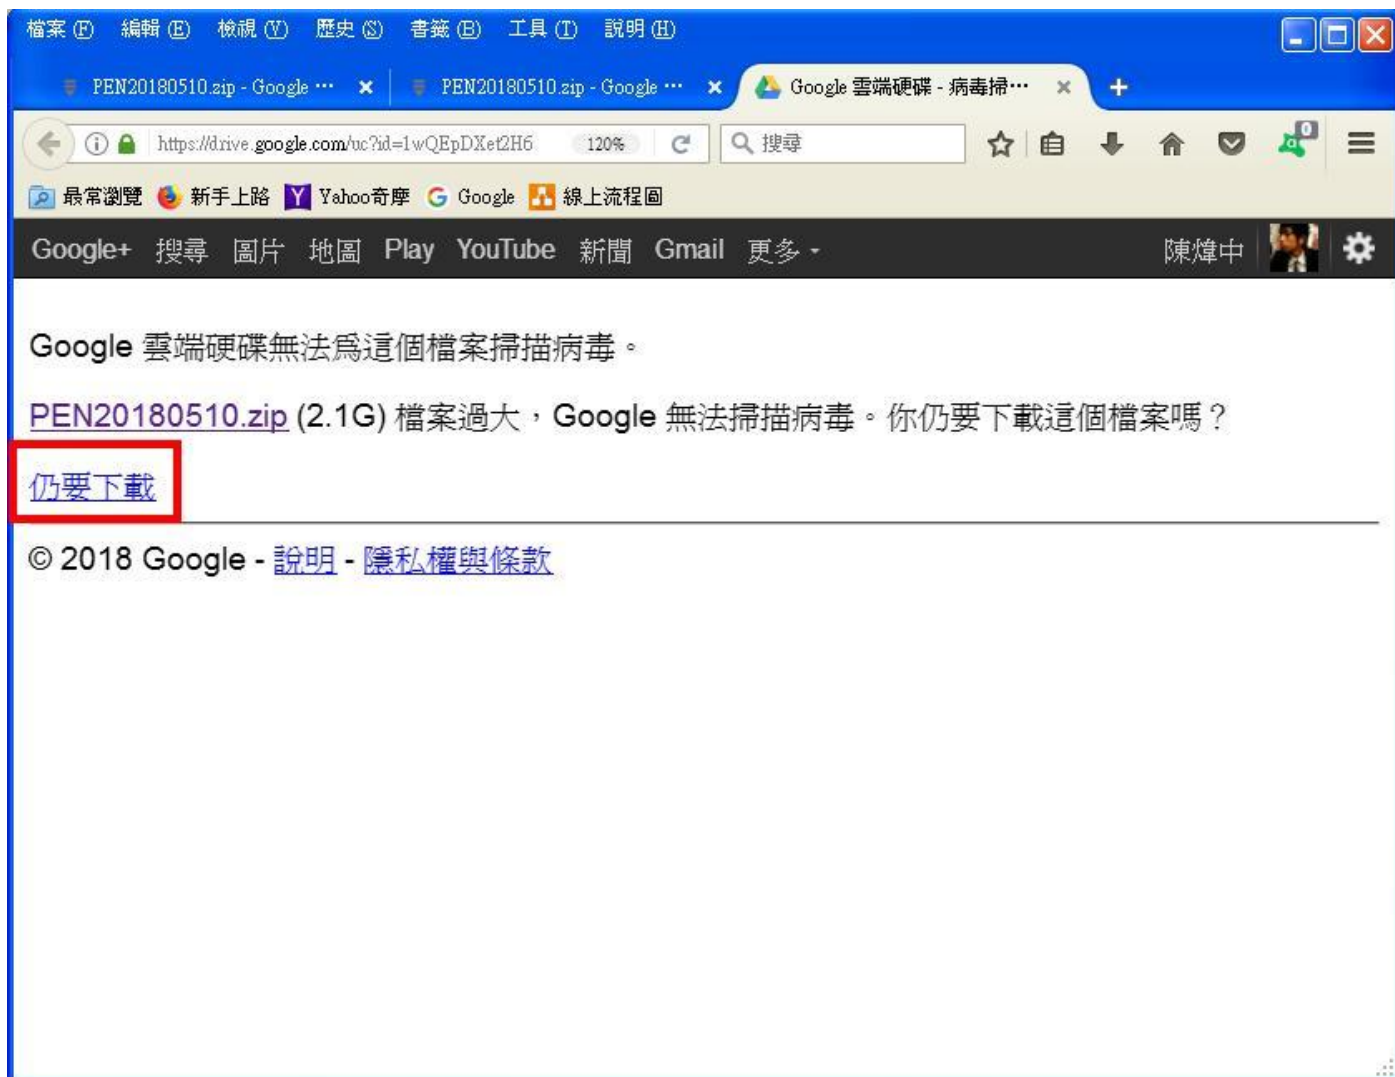 檔案(F) 編輯(E) 檢視(V) 歷史(S) 書籤(B) 工具(T) 說明(H)
PEN20180510.zip - Google ⋯ PEN20180510.zip - Google ⋯ Google 雲端硬碟 - 病毒掃⋯
https://drive.google.com/uc?id=1wQEpDXet2H6 120% 搜尋 0
最常瀏覽 新手上路 Yahoo奇摩 Google 線上流程圖
Google+ 搜尋 圖片 地圖 Play YouTube 新聞 Gmail 更多 陳煒中
Google 雲端硬碟無法為這個檔案掃描病毒。
PEN20180510.zip (2.1G) 檔案過大，Google 無法掃描病毒。你仍要下載這個檔案嗎？
仍要下載
© 2018 Google - 說明 - 隱私權與條款